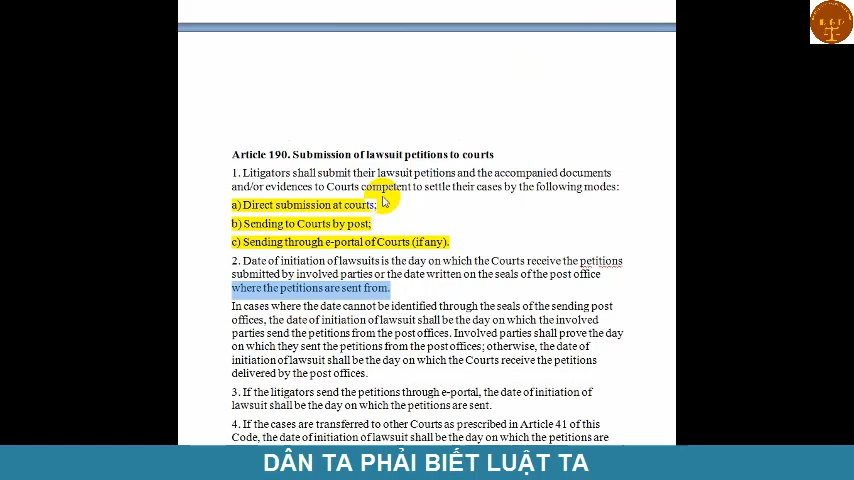 Article 190. Submission of lawsuit petitions to courts
1. Litigators shall submit their lawsuit petitions and the accompanied documents
and/or evidences to Courts competent to settle their cases by the following modes:
a) Direct submission at courts;
b) Sending to Courts by post;
c) Sending through e-portal of Courts (if any).
2. Date of initiation of lawsuits is the day on which the Courts receive the petitions
submitted by involved parties or the date written on the seals of the post office
where the petitions are sent from.
In cases where the date cannot be identified through the seals of the sending post
offices, the date of initiation of lawsuit shall be the day on which the involved
parties send the petitions from the post offices. Involved parties shall prove the day
on which they sent the petitions from the post offices; otherwise, the date of
initiation of lawsuit shall be the day on which the Courts receive the petitions
delivered by the post offices.
3. If the litigators send the petitions through e-portal, the date of initiation of
lawsuit shall be the day on which the petitions are sent.
4. If the cases are transferred to other Courts as prescribed in Article 41 of this
Code, the date of initiation of lawsuit shall be the day on which the petitions are
DÂN TA PHẢI BIẾT LUẬT TA